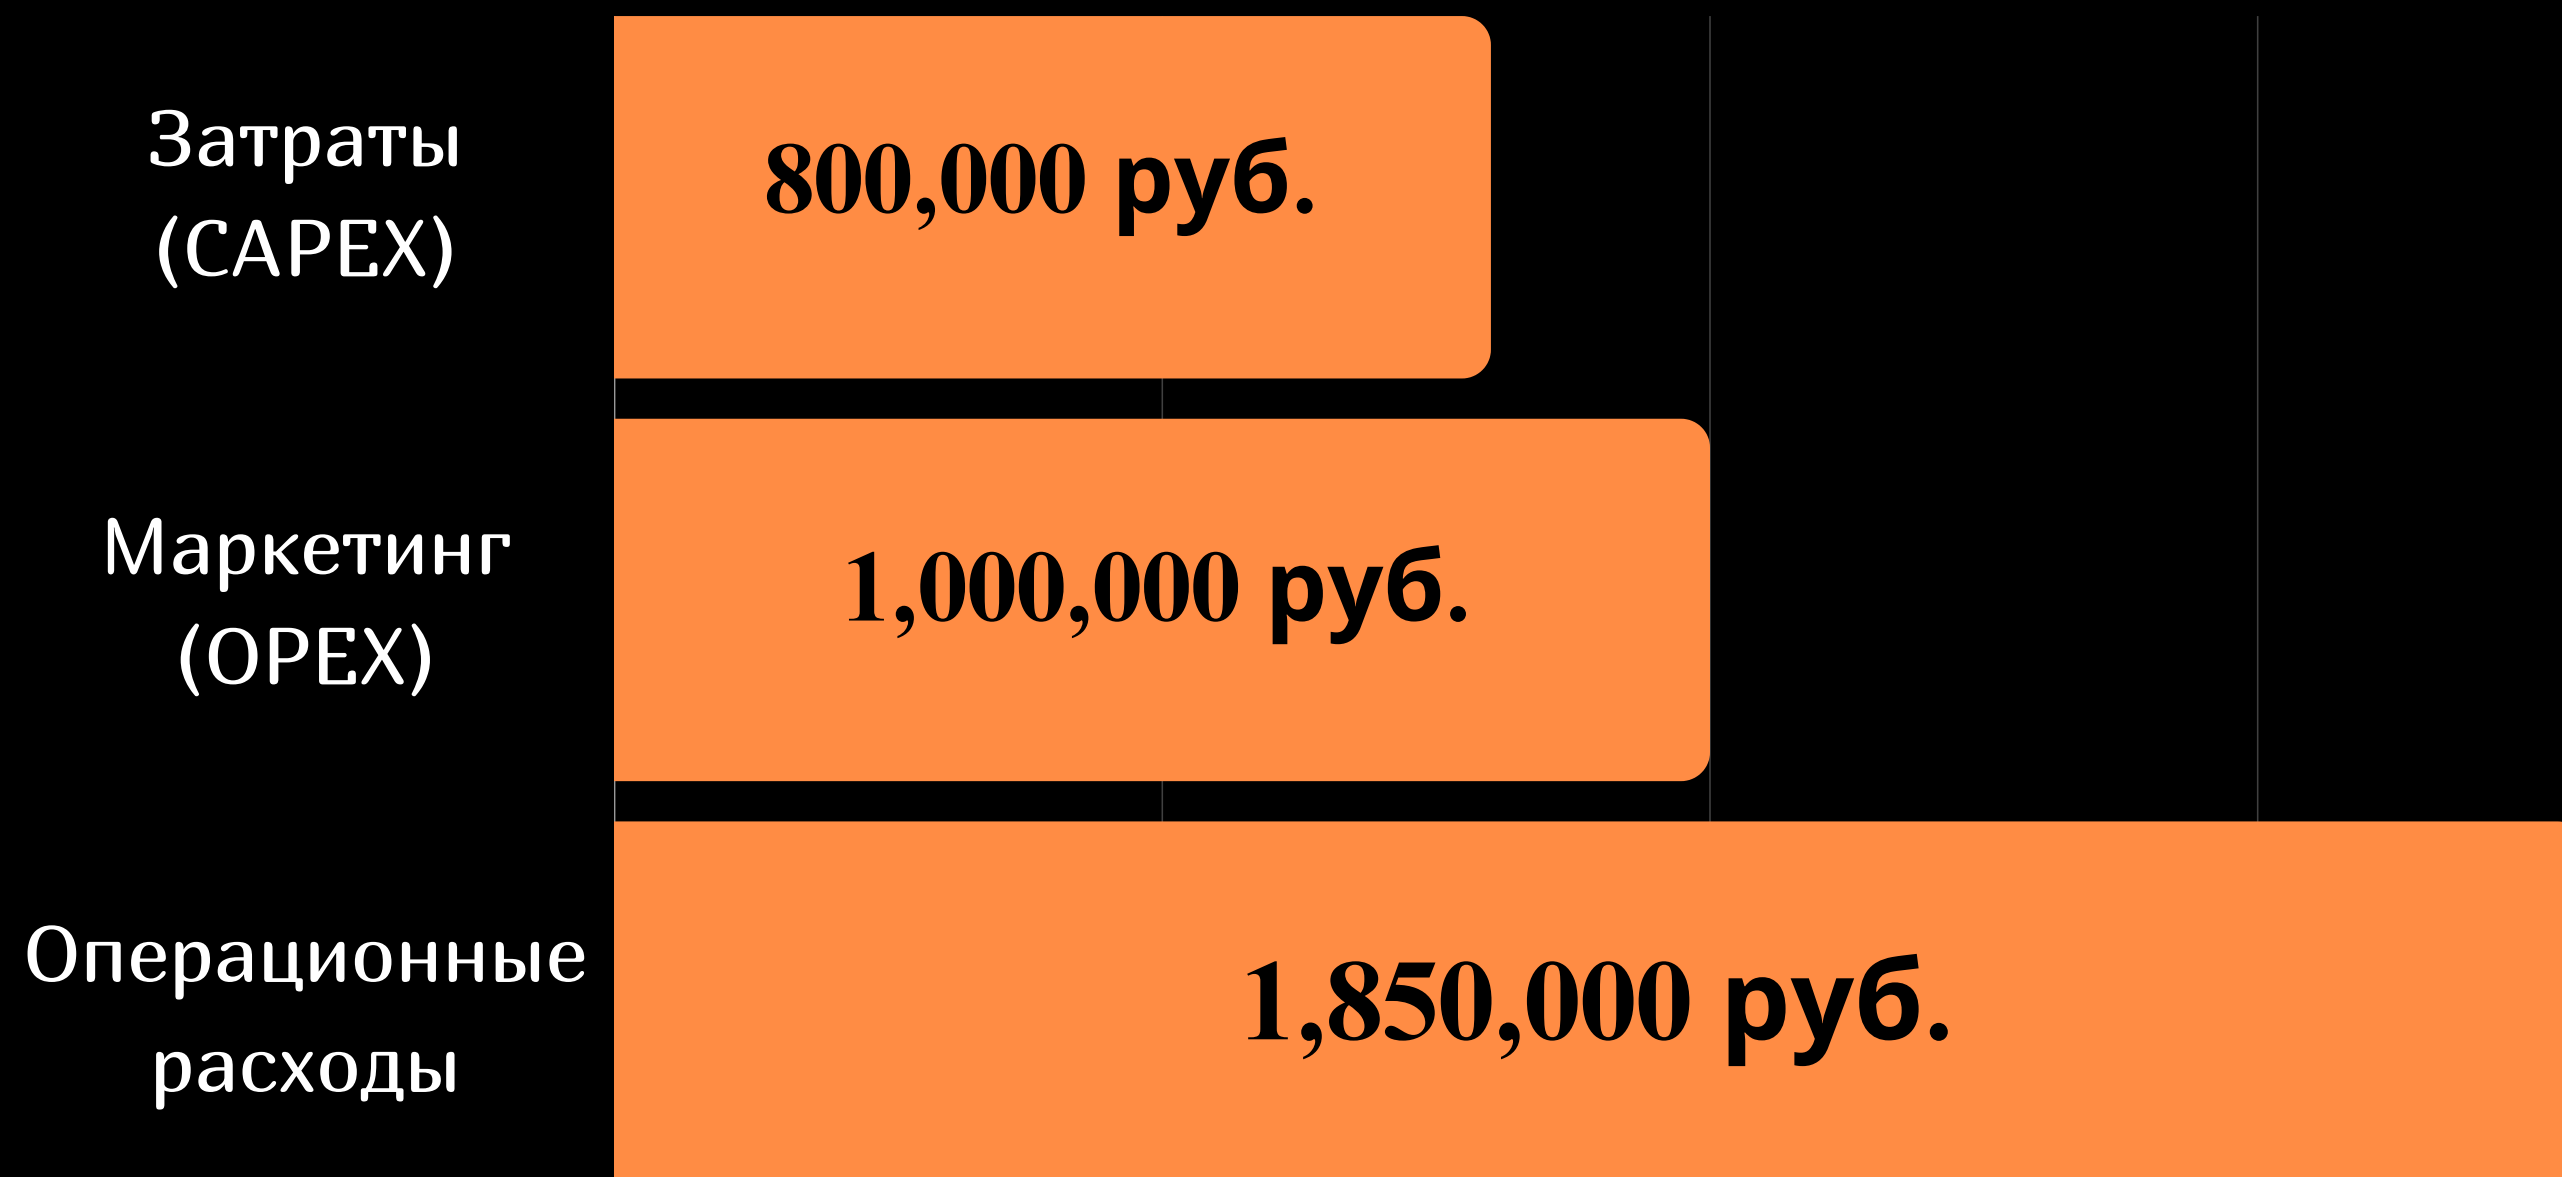 Затраты
(CAPEX)
800,000 руб.
Маркетинг
(OPEX)
1,000,000 руб.
Операционные
расходы
1,850,000 руб.